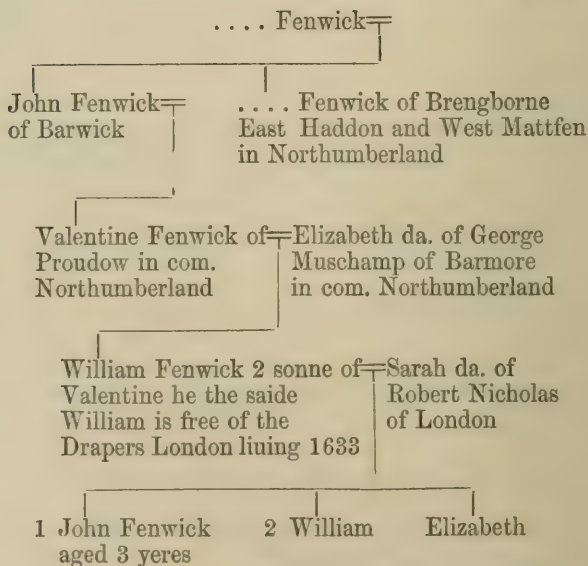 .... Fenwick
John Fenwick
of Barwick
.... Fenwick of Brengborne
East Haddon and West Mattfen
in Northumberland
Valentine Fenwick of
Proudow in com.
Northumberland
Elizabeth da. of George
Muschamp of Barmore
in com. Northumberland
William Fenwick 2 sonne of
Valentine he the saide
William is free of the
Drapers London liuing 1633
Sarah da. of
Robert Nicholas
of London
1 John Fenwick
aged 3 yeres
2 William
Elizabeth